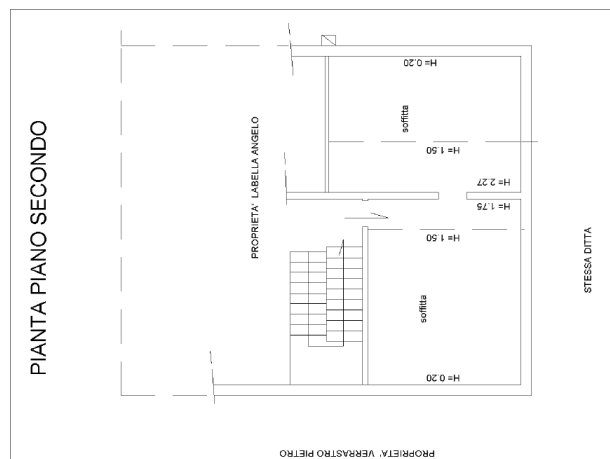 PIANTA PIANO SECONDO
PROPRIETA' LABELLA ANGELO
H= 0.20
soffitta
H= 1.50
H= 2.27
H= 1.75
H= 1.50
soffitta
H= 0.20
STESSA DITTA
PROPRIETA' VERRASTRO PIETRO